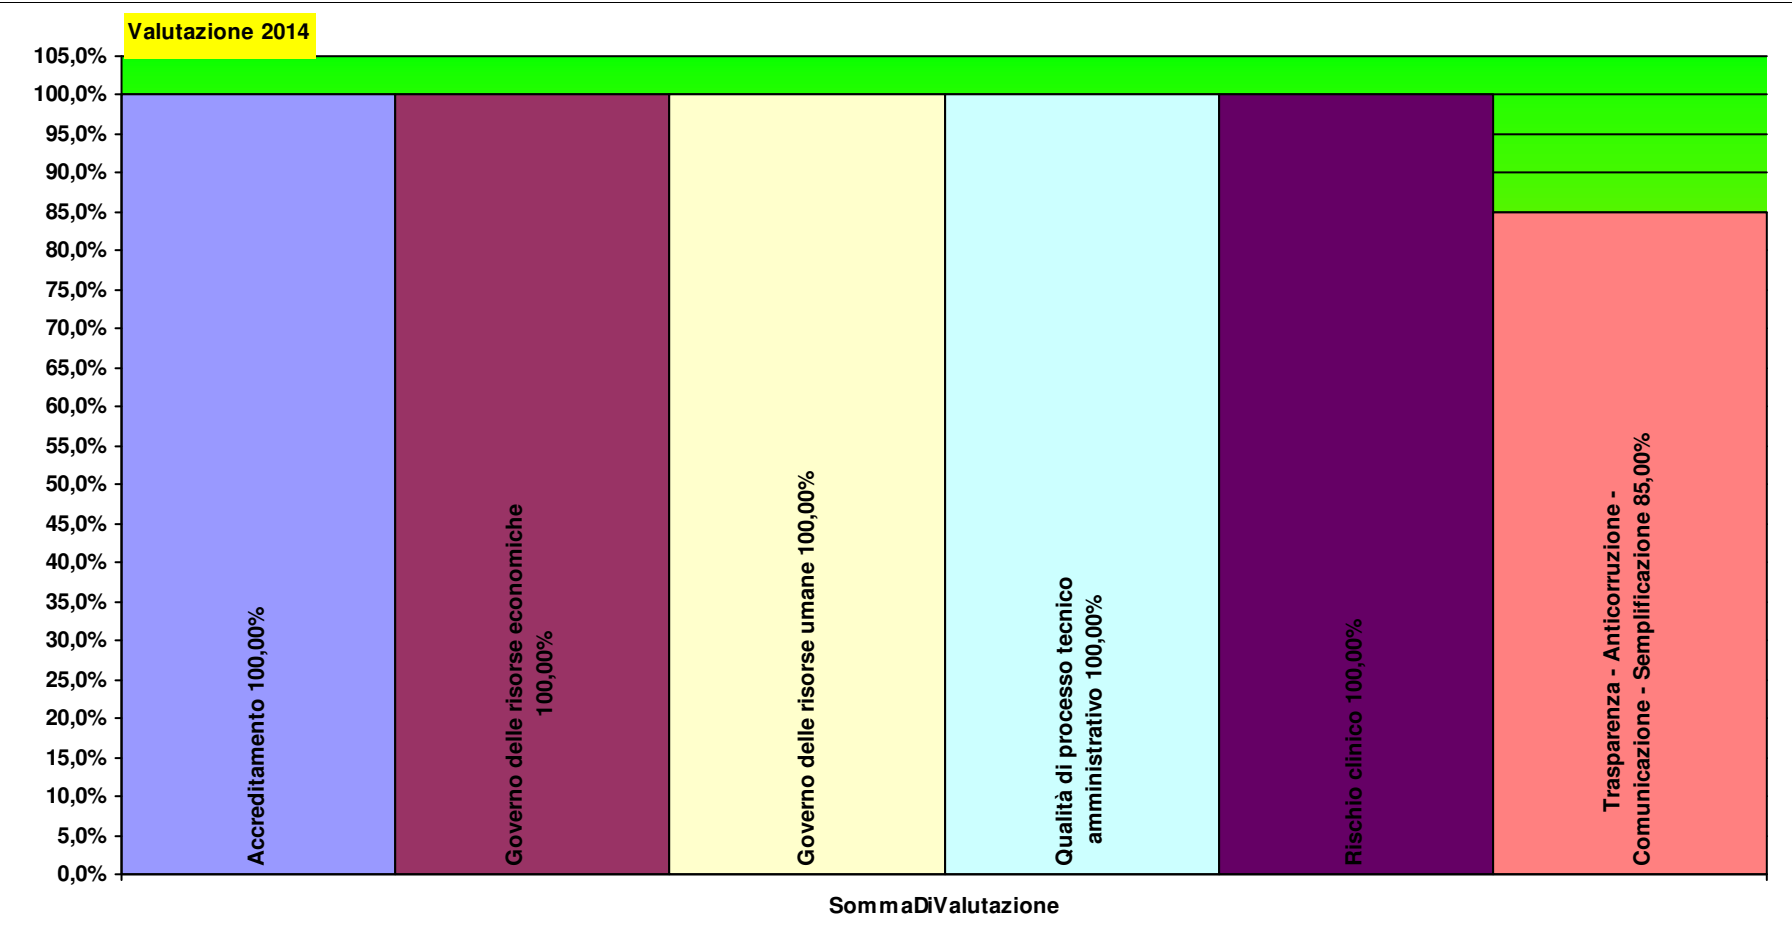 Valutazione 2014
105,0%
100,0%
95,0%
90,0%
85,0%
80,0%
75,0%
70,0%
65,0%
60,0%
55,0%
50,0%
45,0%
40,0%
35,0%
30,0%
25,0%
20,0%
15,0%
10,0%
5,0%
0,0%
Accreditamento 100,00%
Governo delle risorse economiche
100,00%
Governo delle risorse umane 100,00%
Qualità di processo tecnico
amministrativo 100,00%
Rischio clinico 100,00%
Trasparenza - Anticorruzione -
Comunicazione - Semplificazione 85,00%
SommaDiValutazione